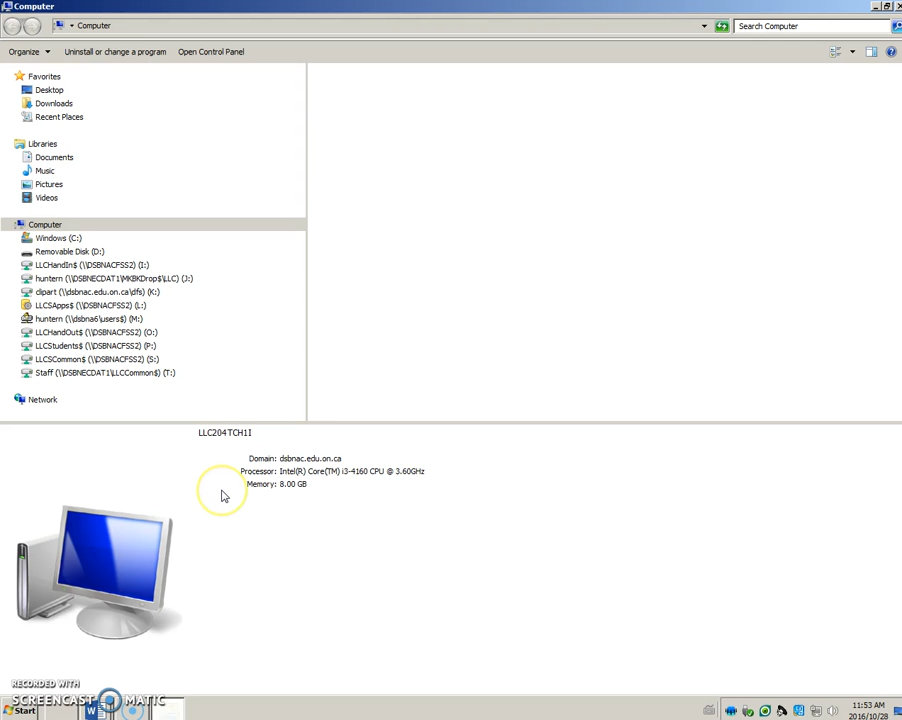 Computer
Computer
Search Computer
Organize
Uninstall or change a program
Open Control Panel
Favorites
Desktop
Downloads
Recent Places
Libraries
Documents
Music
Pictures
Videos
Computer
Windows (C:)
Removable Disk (D:)
LLCHandIn$ (\\DSBNACFSS2) (I:)
huntern (\\DSBNECDAT1\MKBKDrop$\LLC) (J:)
clipart (\\dsbnac.edu.on.ca\dfs) (K:)
LLCSApps$ (\\DSBNACFSS2) (L:)
huntern (\\dsbna6\users$) (M:)
LLCHandOut$ (\\DSBNACFSS2) (O:)
LLCStudents$ (\\DSBNACFSS2) (P:)
LLCSCommon$ (\\DSBNACFSS2) (S:)
Staff (\\DSBNECDAT1\LLCCommon$) (T:)
Network
LLC204TCH1I
Domain: dsbnac.edu.on.ca
Processor: Intel(R) Core(TM) i3-4160 CPU @ 3.60GHz
Memory: 8.00 GB
RECORDED WITH
SCREENCAST MATIC
Start
11:53 AM
2016/10/28